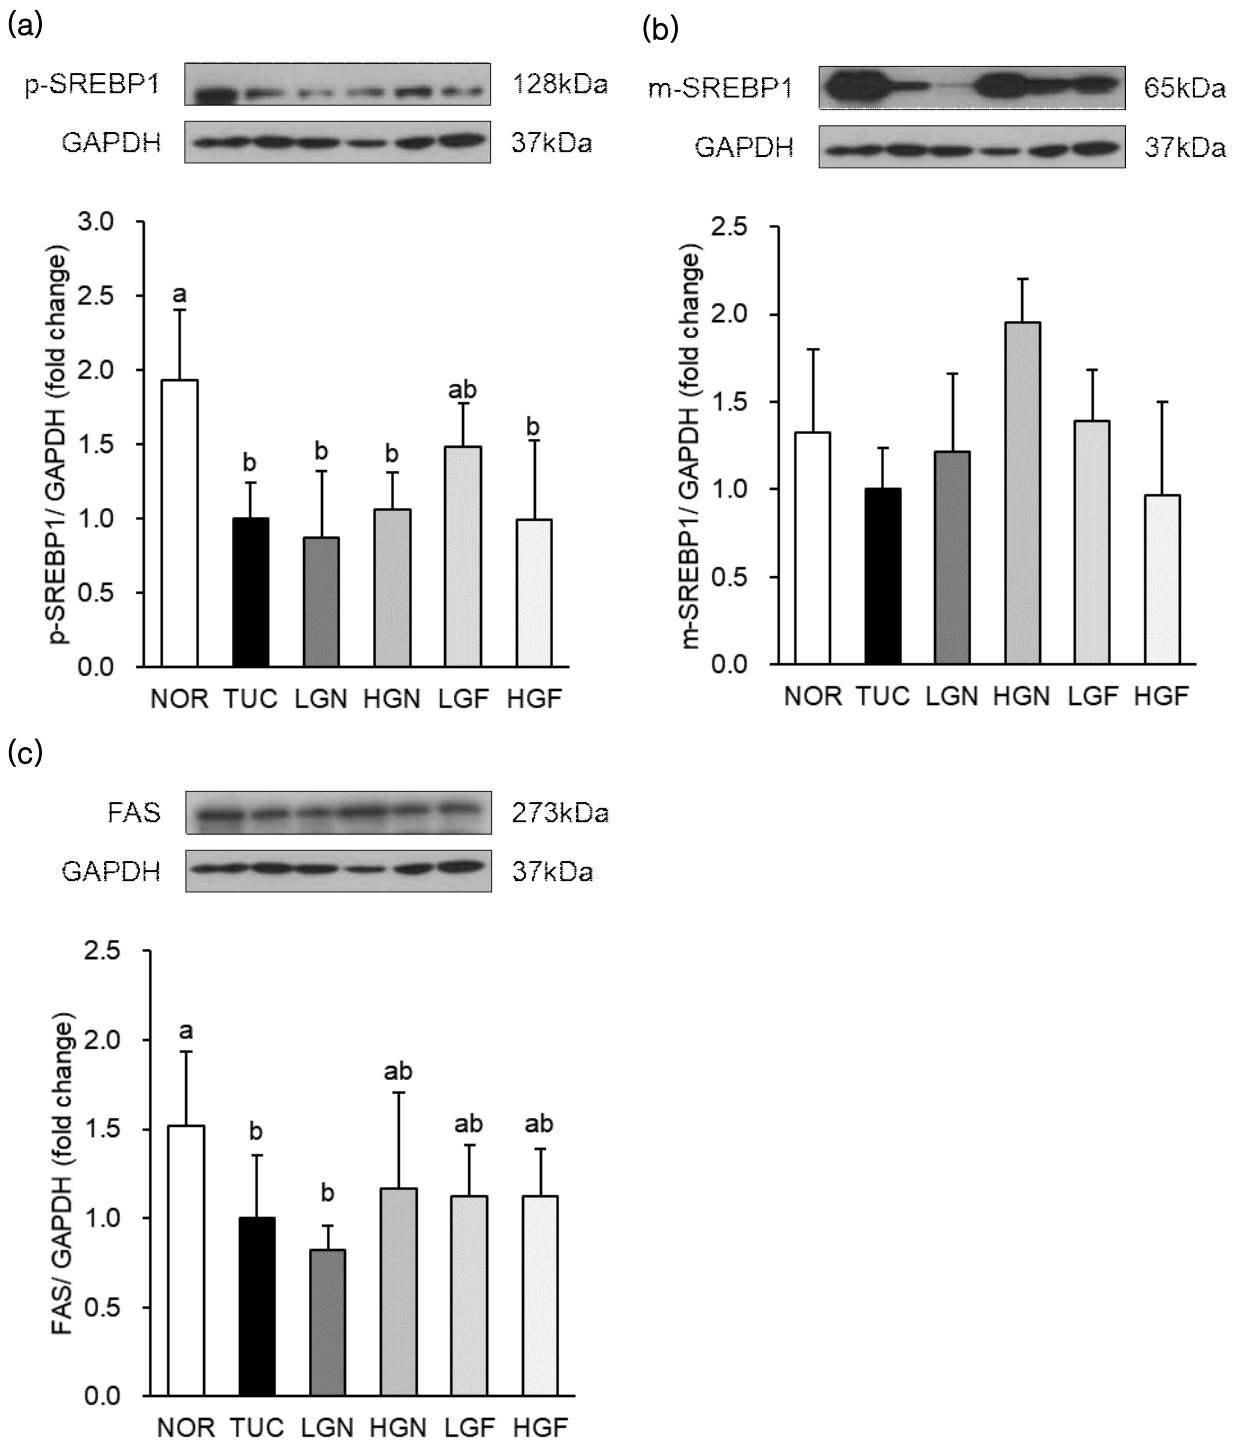 (a)
p-SREBP1 128kDa
GAPDH 37kDa
p-SREBP1/ GAPDH (fold change)
3.0
2.5
2.0
1.5
1.0
0.5
0.0
a
b
b
b
ab
b
NOR TUC LGN HGN LGF HGF
(b)
m-SREBP1 65kDa
GAPDH 37kDa
m-SREBP1/ GAPDH (fold change)
2.5
2.0
1.5
1.0
0.5
0.0
NOR TUC LGN HGN LGF HGF
(c)
FAS 273kDa
GAPDH 37kDa
FAS/ GAPDH (fold change)
2.5
2.0
1.5
1.0
0.5
0.0
a
b
b
ab
ab
ab
NOR TUC LGN HGN LGF HGF